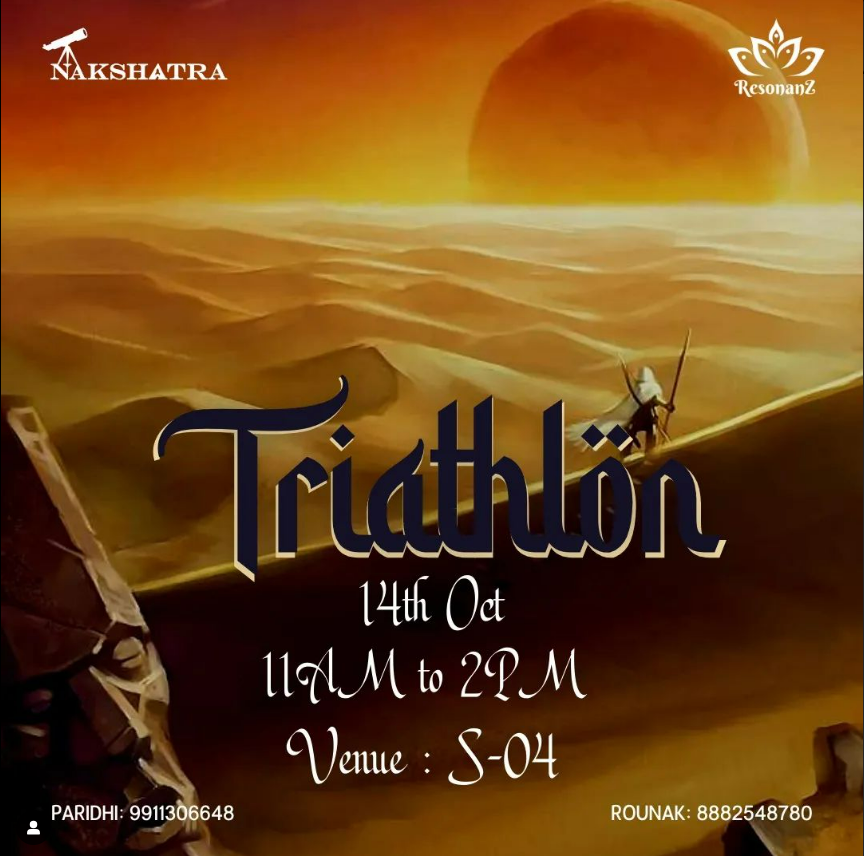 NAKSHATRA
ResonanZ
Triathlön
14th Oct
11AM to 2PM
Venue : S-04
PARIDHI: 9911306648
ROUNAK: 8882548780